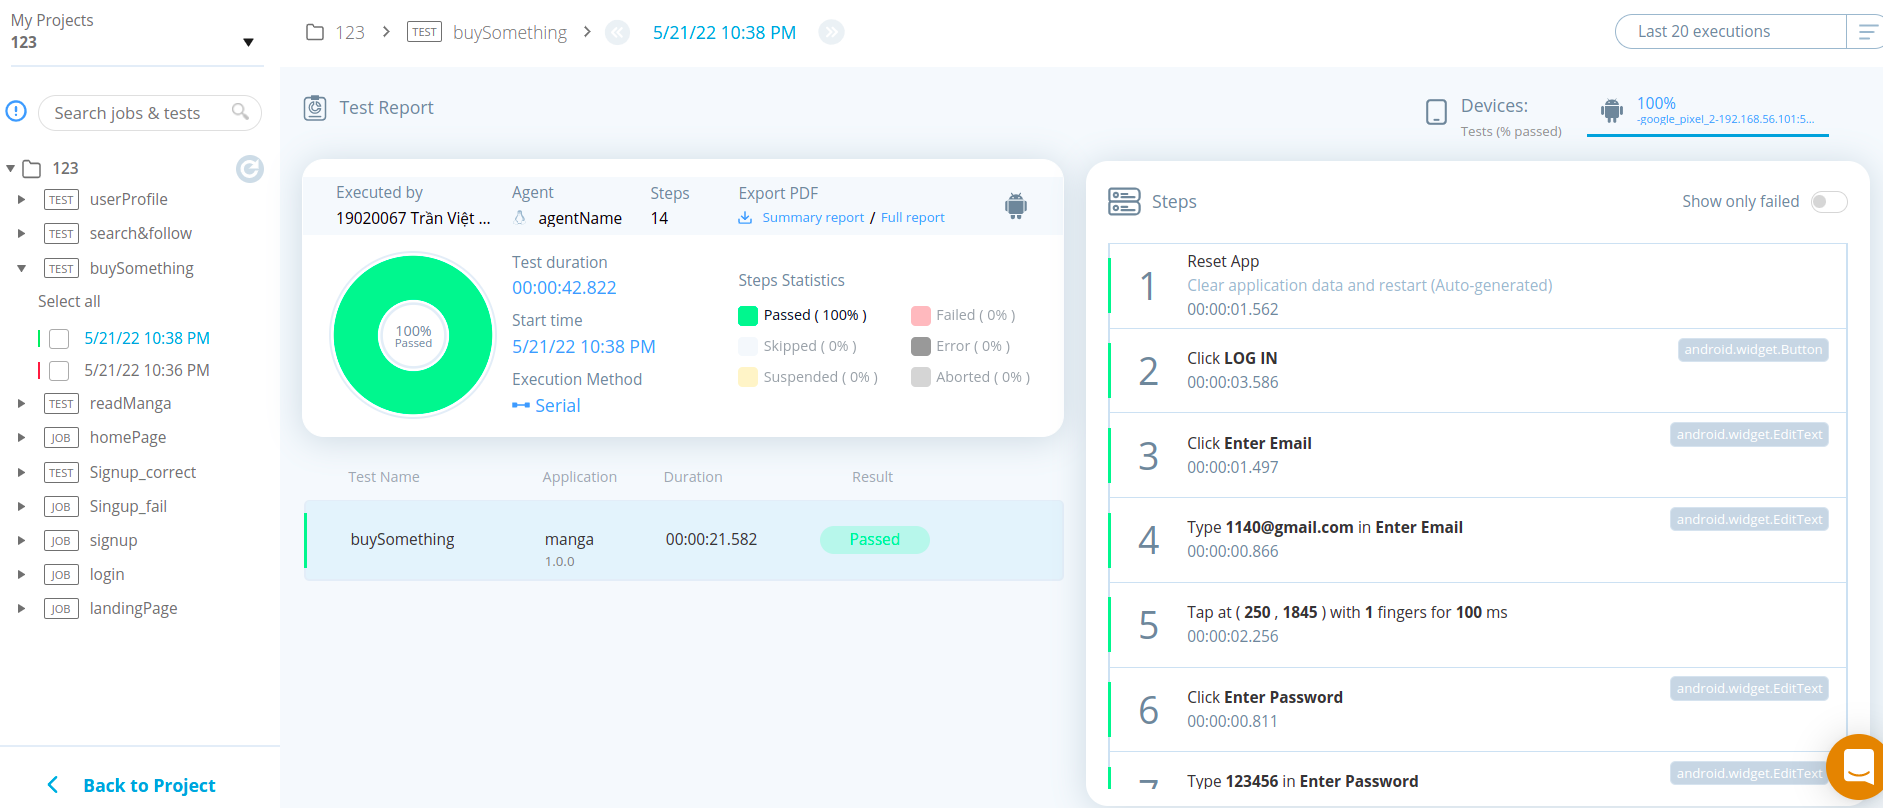 My Projects
123
123
TEST
buySomething
5/21/22 10:38 PM
Last 20 executions
Search jobs & tests
123
TEST userProfile
TEST search&follow
TEST buySomething
Select all
5/21/22 10:38 PM
5/21/22 10:36 PM
TEST readManga
JOB homePage
TEST Signup_correct
JOB Singup_fail
JOB signup
JOB login
JOB landingPage
Back to Project
Test Report
Devices:
Tests (% passed)
100%
-google_pixel_2-192.168.56.101:5...
Executed by
19020067 Trần Việt ...
Agent
agentName
Steps
14
Export PDF
Summary report / Full report
100%
Passed
Test duration
00:00:42.822
Start time
5/21/22 10:38 PM
Execution Method
Serial
Steps Statistics
Passed ( 100% )
Failed ( 0% )
Skipped ( 0% )
Error ( 0% )
Suspended ( 0% )
Aborted ( 0% )
Test Name Application Duration Result
buySomething manga 00:00:21.582 Passed
1.0.0
Steps
Show only failed
1
Reset App
Clear application data and restart (Auto-generated)
00:00:01.562
2
Click LOG IN
00:00:03.586
android.widget.Button
3
Click Enter Email
00:00:01.497
android.widget.EditText
4
Type 1140@gmail.com in Enter Email
00:00:00.866
android.widget.EditText
5
Tap at ( 250 , 1845 ) with 1 fingers for 100 ms
00:00:02.256
6
Click Enter Password
00:00:00.811
android.widget.EditText
7
Type 123456 in Enter Password
android.widget.EditText